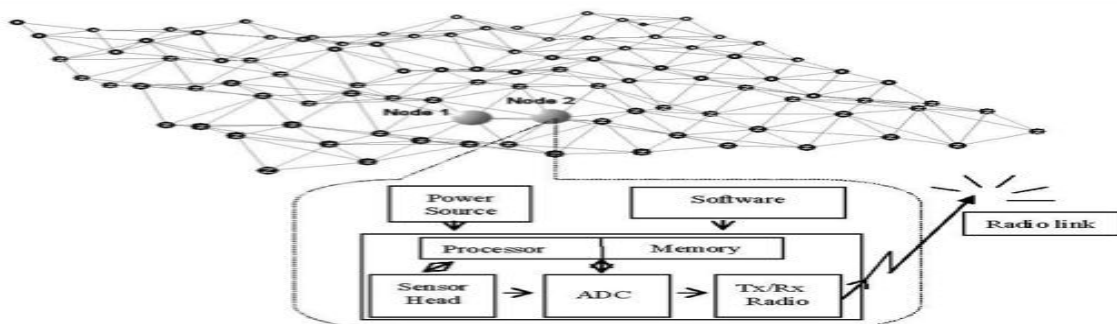 Node 1
Node 2
Power
Source
Software
Radio link
Processor
Memory
Sensor
Head
ADC
Tx/Rx
Radio